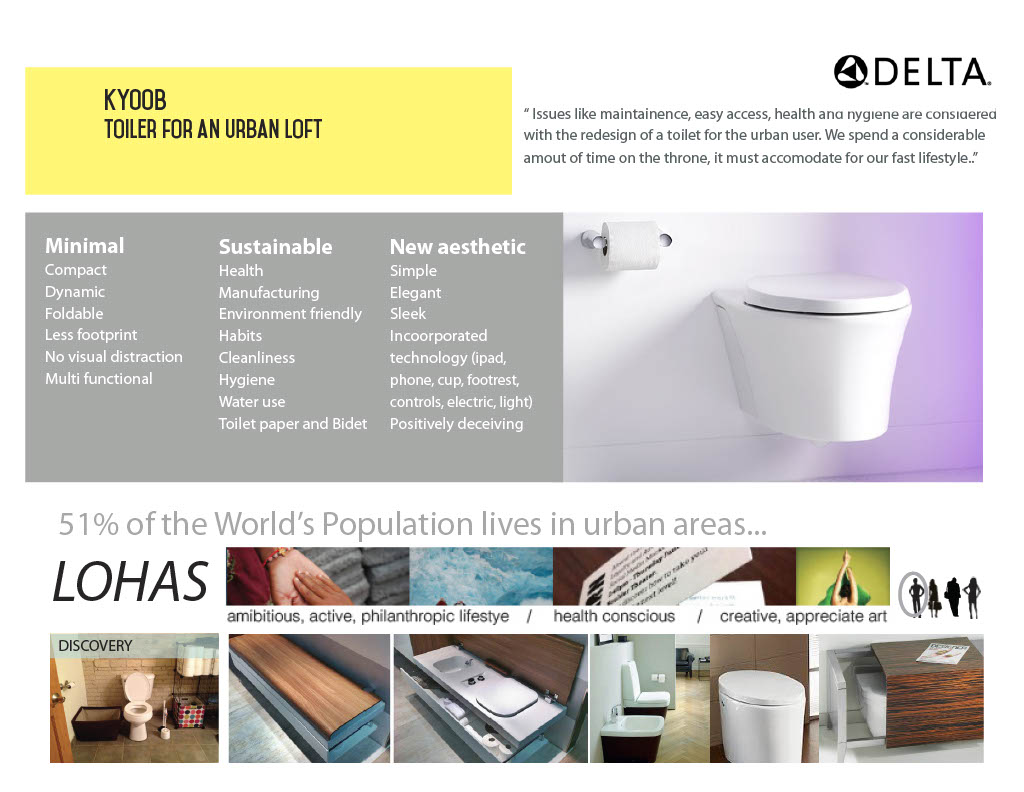 DELTA
KYOOB
TOILER FOR AN URBAN LOFT
“ Issues like maintainence, easy access, health and hygiene are considered
with the redesign of a toilet for the urban user. We spend a considerable
amout of time on the throne, it must accomodate for our fast lifestyle..”
Minimal
Compact
Dynamic
Foldable
Less footprint
No visual distraction
Multi functional
Sustainable
Health
Manufacturing
Environment friendly
Habits
Cleanliness
Hygiene
Water use
Toilet paper and Bidet
New aesthetic
Simple
Elegant
Sleek
Incoorporated
technology (ipad,
phone, cup, footrest,
controls, electric, light)
Positively deceiving
51% of the World’s Population lives in urban areas...
LOHAS
amibitious, active, philanthropic lifestye / health conscious / creative, appreciate art
DISCOVERY